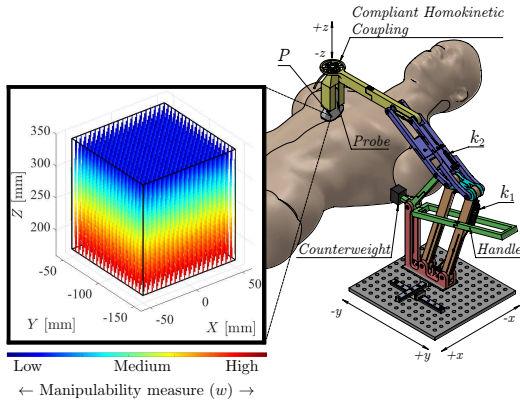 Compliant Homokinetic
Coupling
+z
-z
P
Probe
k2
k1
Counterweight
Handle
-y
+y
+x
-x
350
300
250
200
Z [mm]
-50
-100
-150
Y [mm]
-50
0
50
X [mm]
Low Medium High
← Manipulability measure (w) →